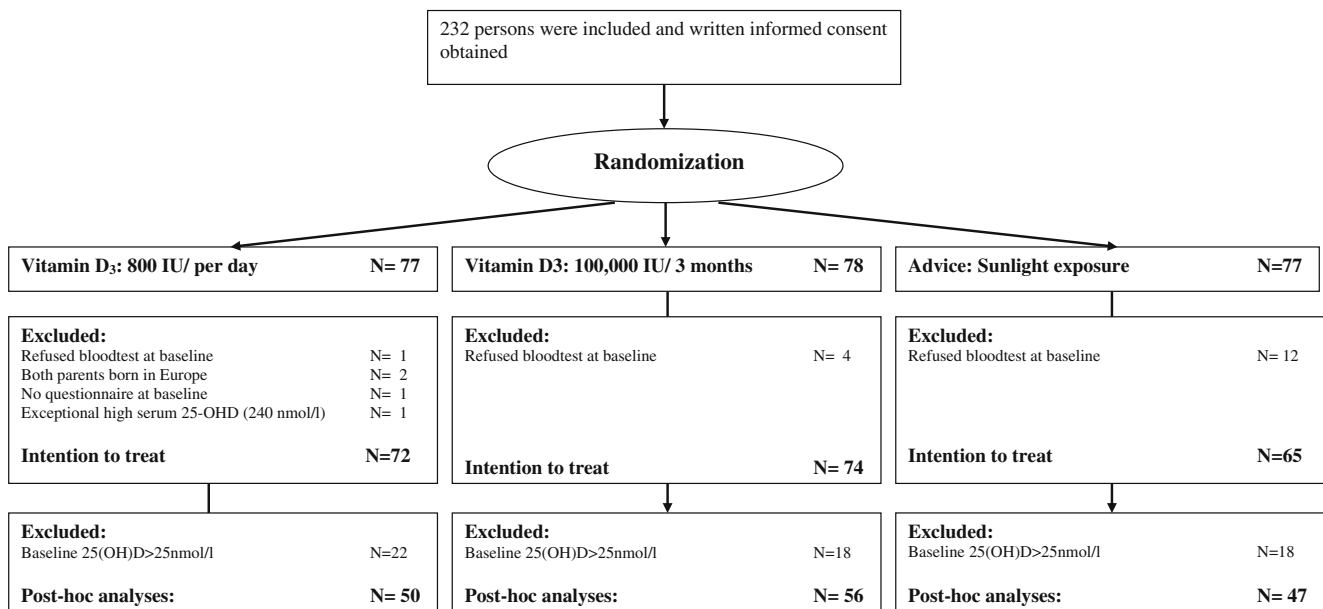 232 persons were included and written informed consent
obtained
Randomization
Vitamin D₃: 800 IU/ per day N= 77
Vitamin D3: 100,000 IU/ 3 months N= 78
Advice: Sunlight exposure N=77
Excluded:
Refused bloodtest at baseline N= 1
Both parents born in Europe N= 2
No questionnaire at baseline N= 1
Exceptional high serum 25-OHD (240 nmol/l) N= 1
Intention to treat N=72
Excluded:
Refused bloodtest at baseline N= 4
Intention to treat N= 74
Excluded:
Refused bloodtest at baseline N= 12
Intention to treat N=65
Excluded:
Baseline 25(OH)D>25nmol/l N=22
Post-hoc analyses: N= 50
Excluded:
Baseline 25(OH)D>25nmol/l N=18
Post-hoc analyses: N= 56
Excluded:
Baseline 25(OH)D>25nmol/l N=18
Post-hoc analyses: N= 47